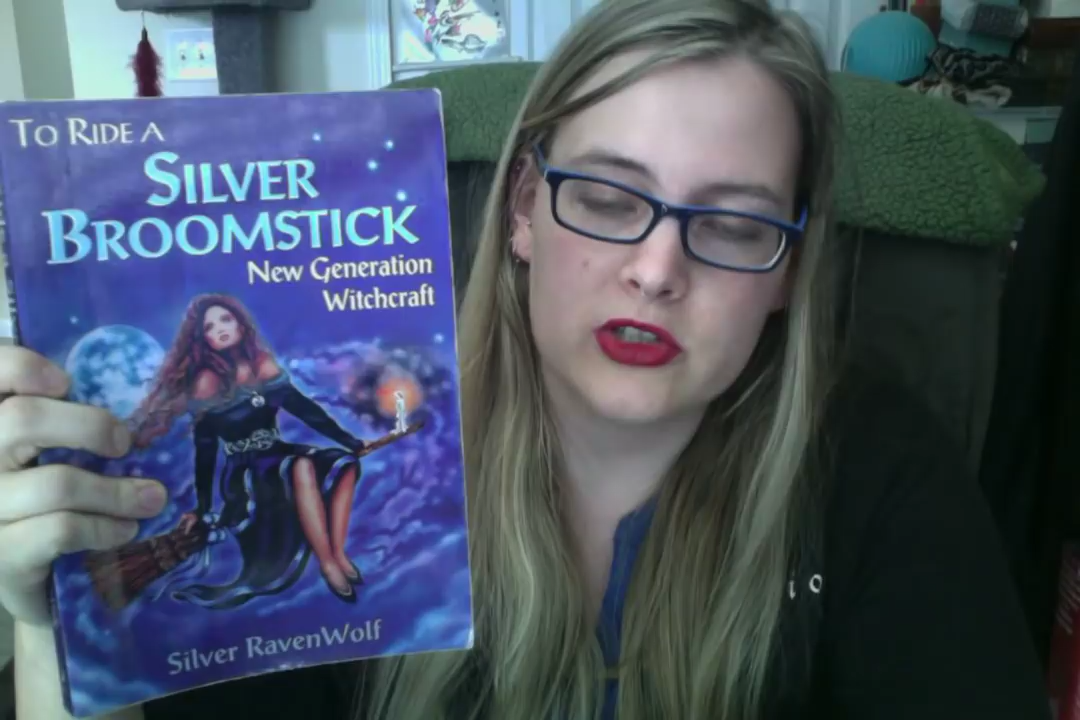 To Ride a
Silver
Broomstick
New Generation
Witchcraft
Silver RavenWolf